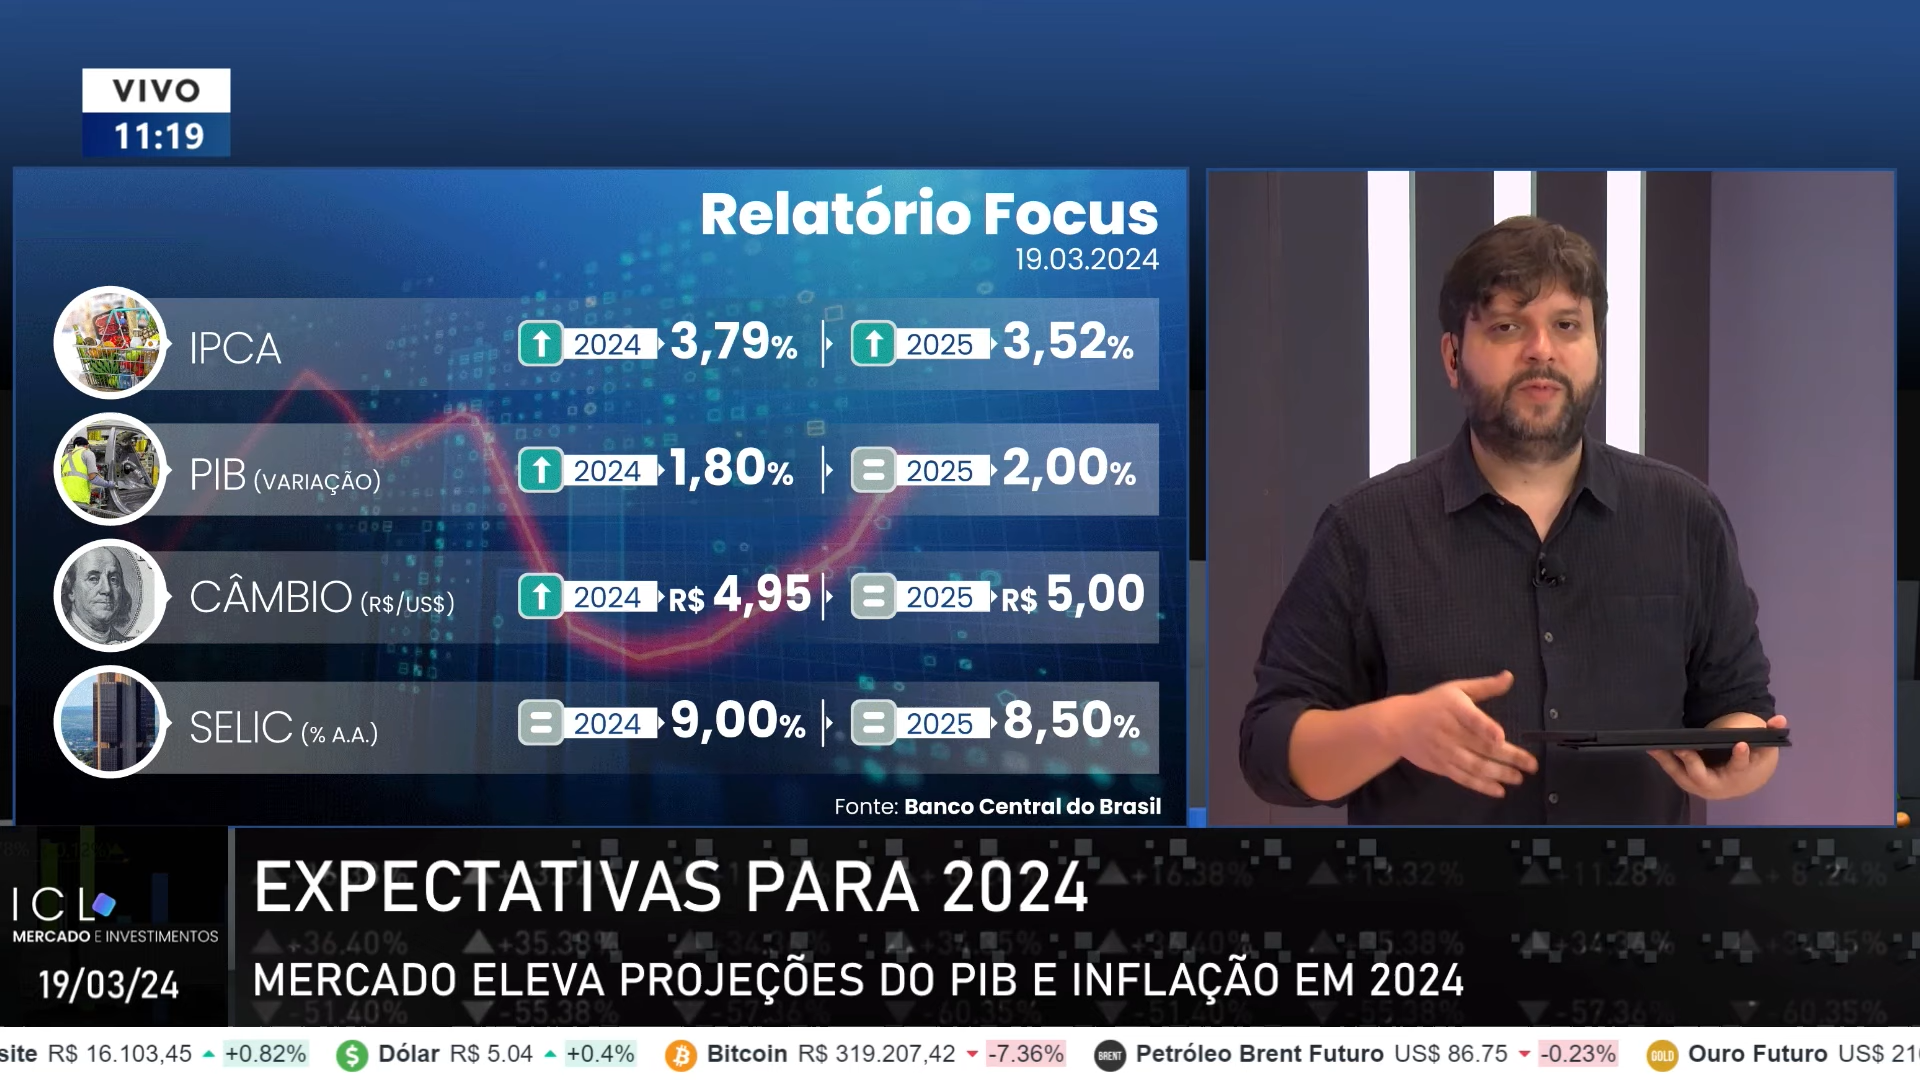 VIVO
11:19
Relatório Focus
19.03.2024
IPCA 2024 3,79% 2025 3,52%
PIB (VARIAÇÃO) 2024 1,80% 2025 2,00%
CÂMBIO (R$/US$) 2024 R$ 4,95 2025 R$ 5,00
SELIC (% A.A.) 2024 9,00% 2025 8,50%
Fonte: Banco Central do Brasil
ICL
MERCADO E INVESTIMENTOS
19/03/24
EXPECTATIVAS PARA 2024
MERCADO ELEVA PROJEÇÕES DO PIB E INFLAÇÃO EM 2024
site R$ 16.103,45 +0.82% Dólar R$ 5.04 +0.4% Bitcoin R$ 319.207,42 -7.36% BRENT Petróleo Brent Futuro US$ 86.75 -0.23% GOLD Ouro Futuro US$